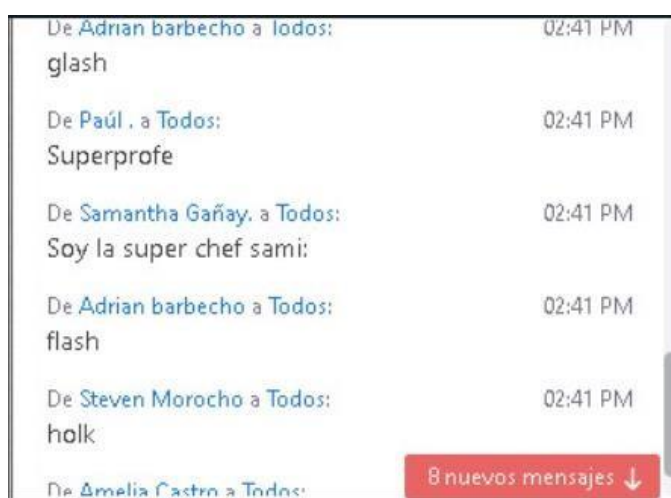 De Adrian barbecho a Todos: 02:41 PM
glash
De Paúl . a Todos: 02:41 PM
Superprofe
De Samantha Gañay. a Todos: 02:41 PM
Soy la super chef sami:
De Adrian barbecho a Todos: 02:41 PM
flash
De Steven Morocho a Todos: 02:41 PM
holk
De Amelia Castro a Todos:
8 nuevos mensajes ↓